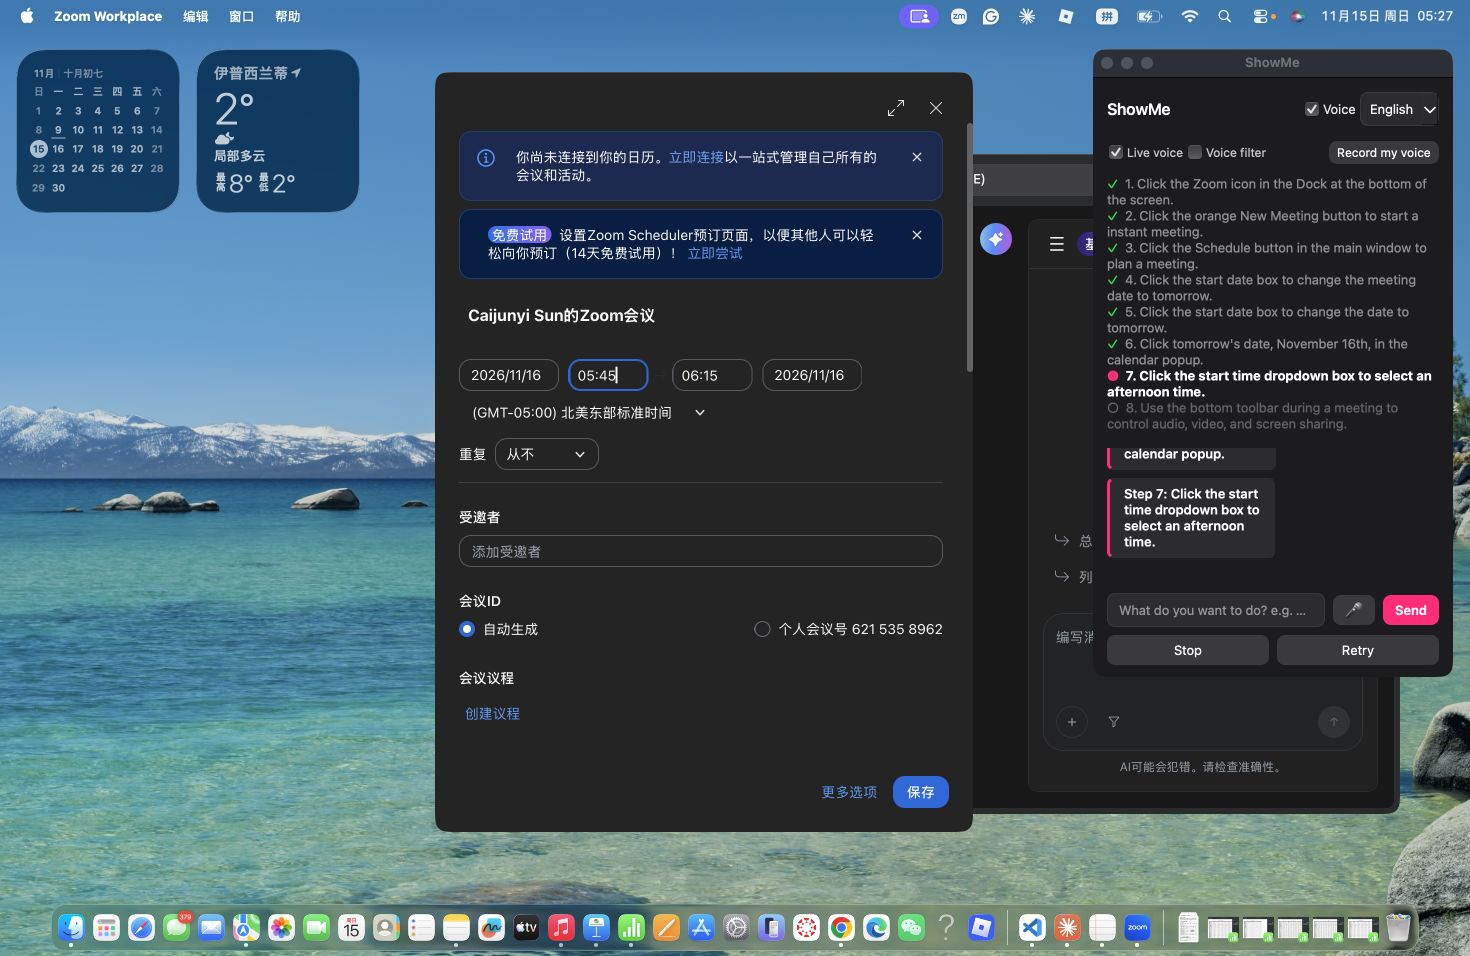 Zoom Workplace 编辑 窗口 帮助
zm
拼
11月15日 周日 05:27
11月 十月初七
日 一 二 三 四 五 六
1 2 3 4 5 6 7
8 9 10 11 12 13 14
15 16 17 18 19 20 21
22 23 24 25 26 27 28
29 30
伊普西兰蒂
2°
局部多云
最高 8° 最低 2°
你尚未连接到你的日历。立即连接以一站式管理自己所有的
会议和活动。
免费试用 设置Zoom Scheduler预订页面，以便其他人可以轻
松向你预订（14天免费试用）！ 立即尝试
Caijunyi Sun的Zoom会议
2026/11/16 05:45 06:15 2026/11/16
(GMT-05:00) 北美东部标准时间
重复 从不
受邀者
添加受邀者
会议ID
自动生成 个人会议号 621 535 8962
会议议程
创建议程
更多选项 保存
E)
总
列
编写消
AI可能会犯错。请检查准确性。
ShowMe
ShowMe Voice English
Live voice Voice filter Record my voice
✓ 1. Click the Zoom icon in the Dock at the bottom of
the screen.
✓ 2. Click the orange New Meeting button to start a
instant meeting.
✓ 3. Click the Schedule button in the main window to
plan a meeting.
✓ 4. Click the start date box to change the meeting
date to tomorrow.
✓ 5. Click the start date box to change the date to
tomorrow.
✓ 6. Click tomorrow's date, November 16th, in the
calendar popup.
7. Click the start time dropdown box to select an
afternoon time.
8. Use the bottom toolbar during a meeting to
control audio, video, and screen sharing.
calendar popup.
Step 7: Click the start
time dropdown box to
select an afternoon
time.
What do you want to do? e.g. ...
Send
Stop Retry
379
周日
15
tv
zoom